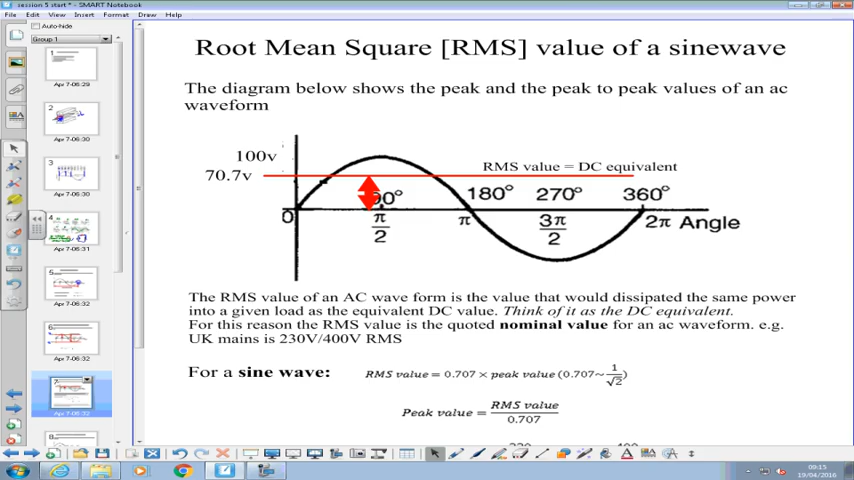 session 5 start * - SMART Notebook
File Edit View Insert Format Draw Help
Auto-hide
Group 1
1
Apr 7-06:29
2
Apr 7-06:30
3
Apr 7-06:30
4
Apr 7-06:31
5
Apr 7-06:32
6
Apr 7-06:32
7
Apr 7-06:32
8
Root Mean Square [RMS] value of a sinewave
The diagram below shows the peak and the peak to peak values of an ac
waveform
100v
70.7v
RMS value = DC equivalent
90° 180° 270° 360°
0 π/2 π 3π/2 2π Angle
The RMS value of an AC wave form is the value that would dissipated the same power
into a given load as the equivalent DC value. Think of it as the DC equivalent.
For this reason the RMS value is the quoted nominal value for an ac waveform. e.g.
UK mains is 230V/400V RMS
For a sine wave:
RMS value = 0.707 × peak value (0.707~ 1/√2)
Peak value = RMS value/0.707
09:15
19/04/2016